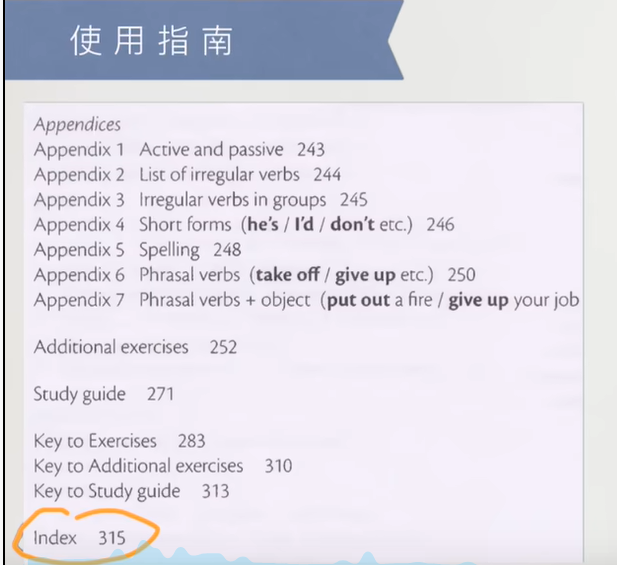 使用指南
Appendices
Appendix 1 Active and passive 243
Appendix 2 List of irregular verbs 244
Appendix 3 Irregular verbs in groups 245
Appendix 4 Short forms (he's / I'd / don't etc.) 246
Appendix 5 Spelling 248
Appendix 6 Phrasal verbs (take off / give up etc.) 250
Appendix 7 Phrasal verbs + object (put out a fire / give up your job
Additional exercises 252
Study guide 271
Key to Exercises 283
Key to Additional exercises 310
Key to Study guide 313
Index 315